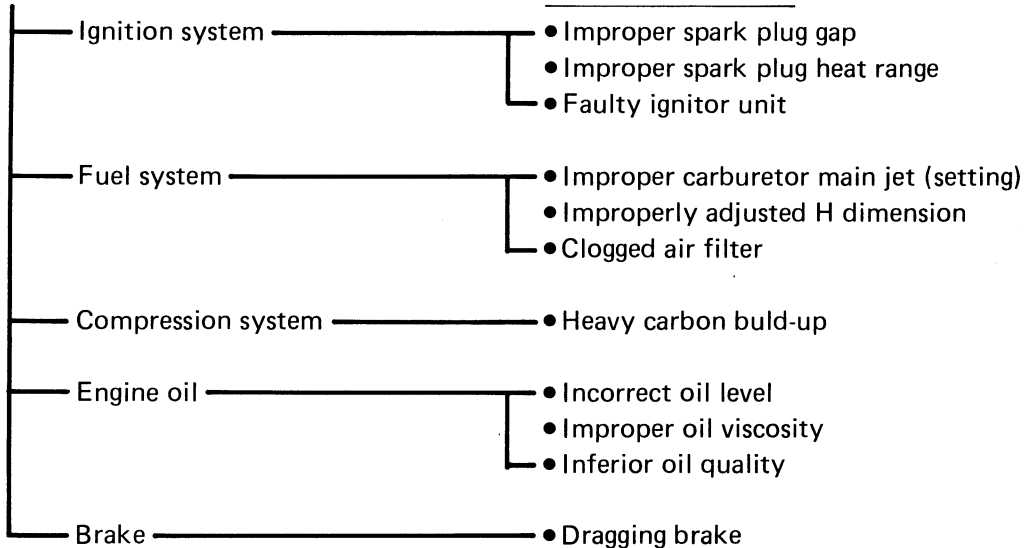 Ignition system
• Improper spark plug gap
• Improper spark plug heat range
• Faulty ignitor unit
Fuel system
• Improper carburetor main jet (setting)
• Improperly adjusted H dimension
• Clogged air filter
Compression system
• Heavy carbon buld-up
Engine oil
• Incorrect oil level
• Improper oil viscosity
• Inferior oil quality
Brake
• Dragging brake